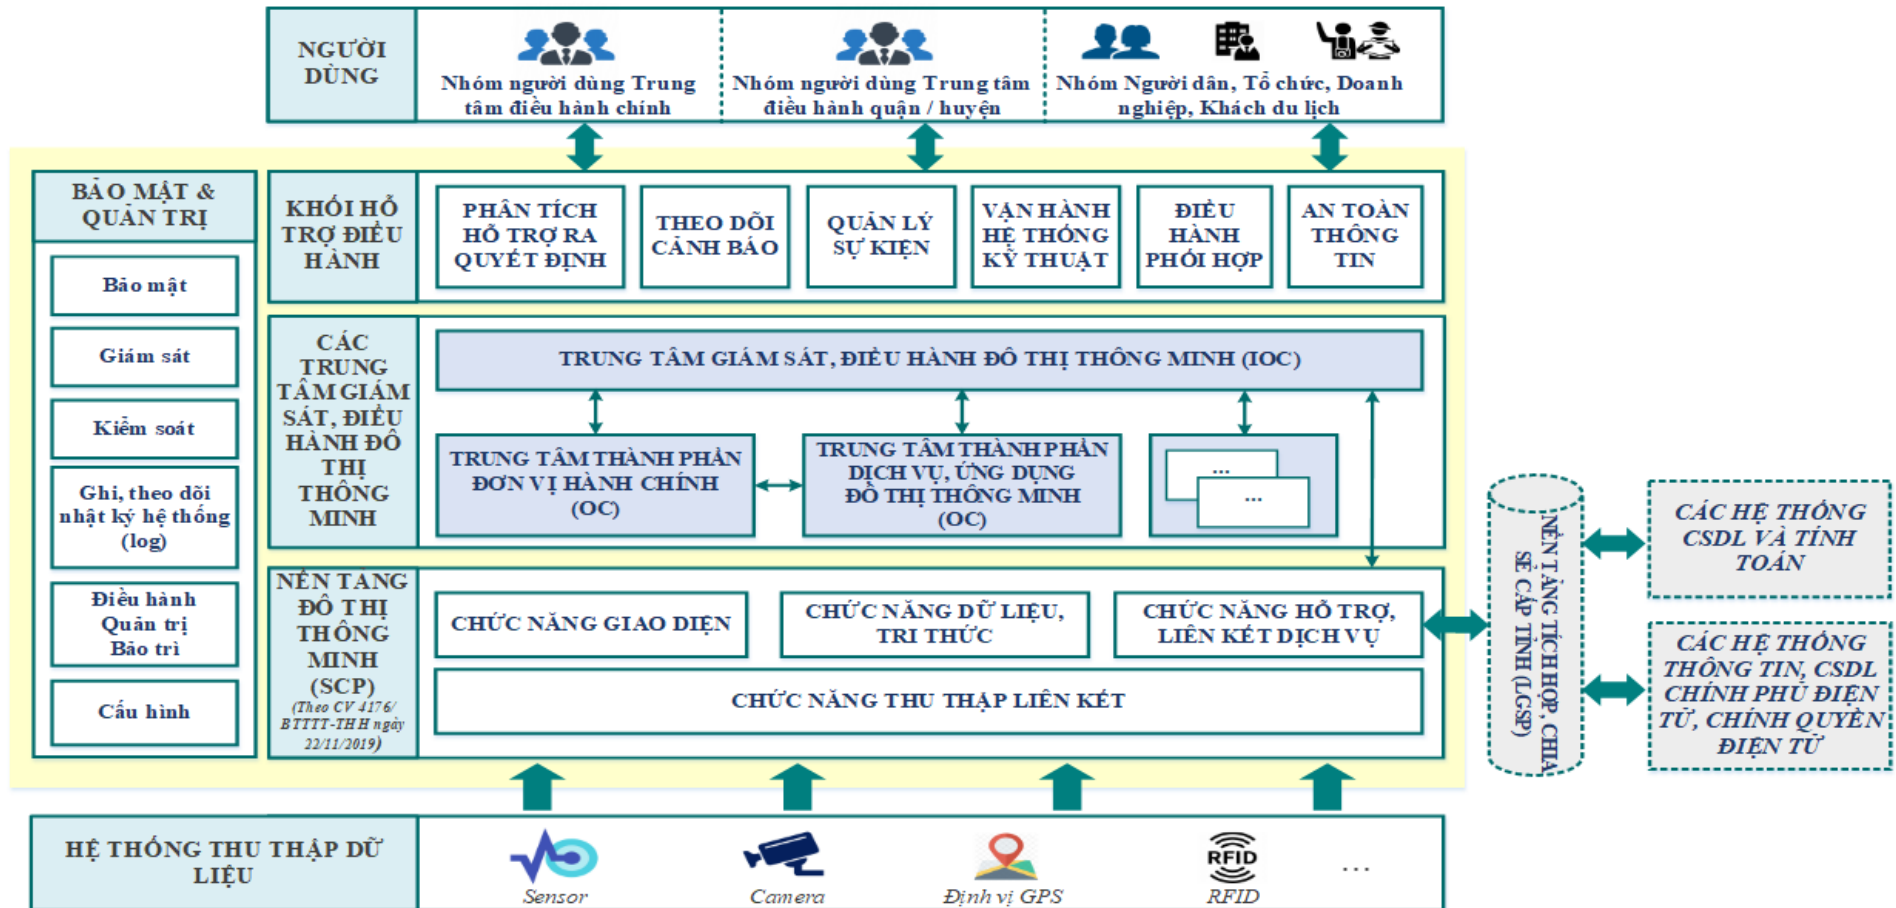 NGƯỜI
DÙNG
Nhóm người dùng Trung
tâm điều hành chính
Nhóm người dùng Trung tâm
điều hành quận / huyện
Nhóm Người dân, Tổ chức, Doanh
nghiệp, Khách du lịch
BẢO MẬT &
QUẢN TRỊ
Bảo mật
Giám sát
Kiểm soát
Ghi, theo dõi
nhật ký hệ thống
(log)
Điều hành
Quản trị
Bảo trì
Cấu hình
KHỐI HỖ
TRỢ ĐIỀU
HÀNH
PHÂN TÍCH
HỖ TRỢ RA
QUYẾT ĐỊNH
THEO DÕI
CẢNH BÁO
QUẢN LÝ
SỰ KIỆN
VẬN HÀNH
HỆ THỐNG
KỸ THUẬT
ĐIỀU
HÀNH
PHỐI HỢP
AN TOÀN
THÔNG
TIN
CÁC
TRUNG
TÂM GIÁM
SÁT, ĐIỀU
HÀNH ĐÔ
THỊ
THÔNG
MINH
TRUNG TÂM GIÁM SÁT, ĐIỀU HÀNH ĐÔ THỊ THÔNG MINH (IOC)
TRUNG TÂM THÀNH PHẦN
ĐƠN VỊ HÀNH CHÍNH
(OC)
TRUNG TÂM THÀNH PHẦN
DỊCH VỤ, ỨNG DỤNG
ĐÔ THỊ THÔNG MINH
(OC)
...
...
NỀN TẢNG
ĐÔ THỊ
THÔNG
MINH
(SCP)
(Theo CV 4176/
BTTTT-THH ngày
22/11/2019)
CHỨC NĂNG GIAO DIỆN
CHỨC NĂNG DỮ LIỆU,
TRI THỨC
CHỨC NĂNG HỖ TRỢ,
LIÊN KẾT DỊCH VỤ
CHỨC NĂNG THU THẬP LIÊN KẾT
NỀN TẢNG TÍCH HỢP, CHIA
SẺ CẤP TỈNH (LGSP)
CÁC HỆ THỐNG
CSDL VÀ TÍNH
TOÁN
CÁC HỆ THỐNG
THÔNG TIN, CSDL
CHÍNH PHỦ ĐIỆN
TỬ, CHÍNH QUYỀN
ĐIỆN TỬ
HỆ THỐNG THU THẬP DỮ
LIỆU
Sensor
Camera
Định vị GPS
RFID
RFID
...